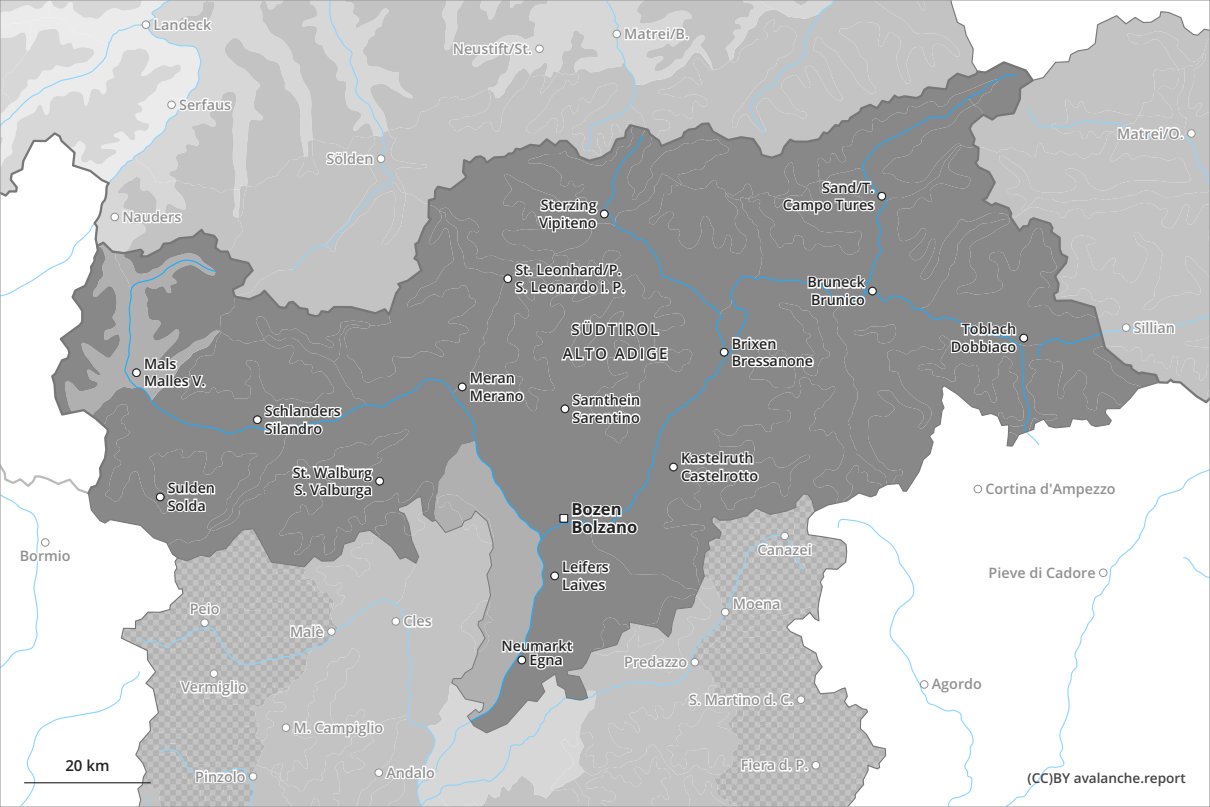 Landeck
Matrei/B.
Neustift/St.
Serfaus
Matrei/O.
Sölden
Nauders
Sand/T.
Campo Tures
Sterzing
Vipiteno
St. Leonhard/P.
S. Leonardo i. P.
Bruneck
Brunico
SÜDTIROL
ALTO ADIGE
Toblach
Dobbiaco
Sillian
Brixen
Bressanone
Mals
Malles V.
Meran
Merano
Sarnthein
Sarentino
Schlanders
Silandro
Kastelruth
Castelrotto
St. Walburg
S. Valburga
Sulden
Solda
Cortina d'Ampezzo
Bozen
Bolzano
Bormio
Canazei
Leifers
Laives
Pieve di Cadore
Peio
Moena
Cles
Malè
Neumarkt
Egna
Predazzo
Vermiglio
Agordo
S. Martino d. C.
M. Campiglio
Fiera d. P.
20 km
Pinzolo
Andalo
(CC)BY avalanche.report